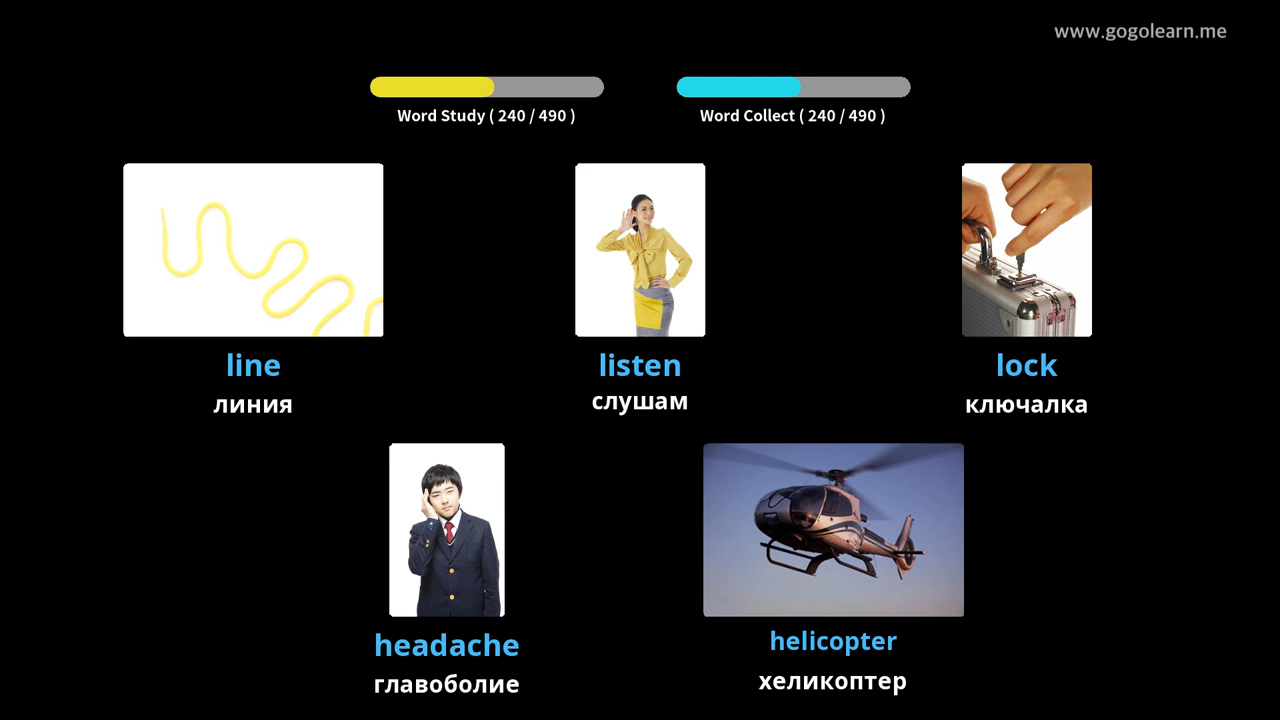 www.gogolearn.me
Word Study ( 240 / 490 )
Word Collect ( 240 / 490 )
line
линия
listen
слушам
lock
ключалка
headache
главоболие
helicopter
хеликоптер